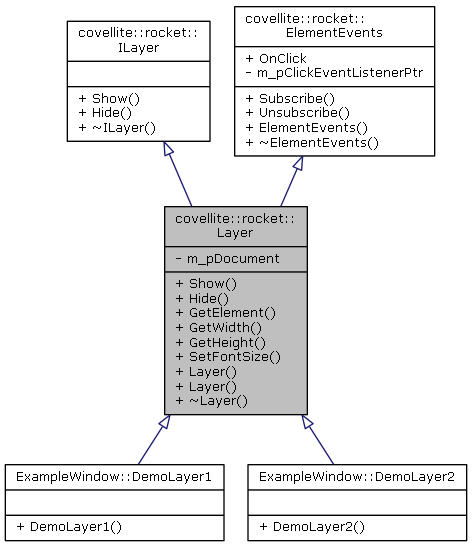 covellite::rocket::
ILayer
+ Show()
+ Hide()
+ ~ILayer()
covellite::rocket::
ElementEvents
+ OnClick
- m_pClickEventListenerPtr
+ Subscribe()
+ Unsubscribe()
+ ElementEvents()
+ ~ElementEvents()
covellite::rocket::
Layer
- m_pDocument
+ Show()
+ Hide()
+ GetElement()
+ GetWidth()
+ GetHeight()
+ SetFontSize()
+ Layer()
+ Layer()
+ ~Layer()
ExampleWindow::DemoLayer1
+ DemoLayer1()
ExampleWindow::DemoLayer2
+ DemoLayer2()